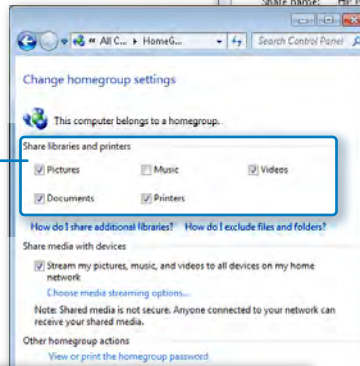 Share name: HP
All C... HomeG... Search Control Panel
Change homegroup settings
This computer belongs to a homegroup.
Share libraries and printers
Pictures Music Videos
Documents Printers
How do I share additional libraries? How do I exclude files and folders?
Share media with devices
Stream my pictures, music, and videos to all devices on my home
network
Choose media streaming options...
Note: Shared media is not secure. Anyone connected to your network can
receive your shared media.
Other homegroup actions
View or print the homegroup password